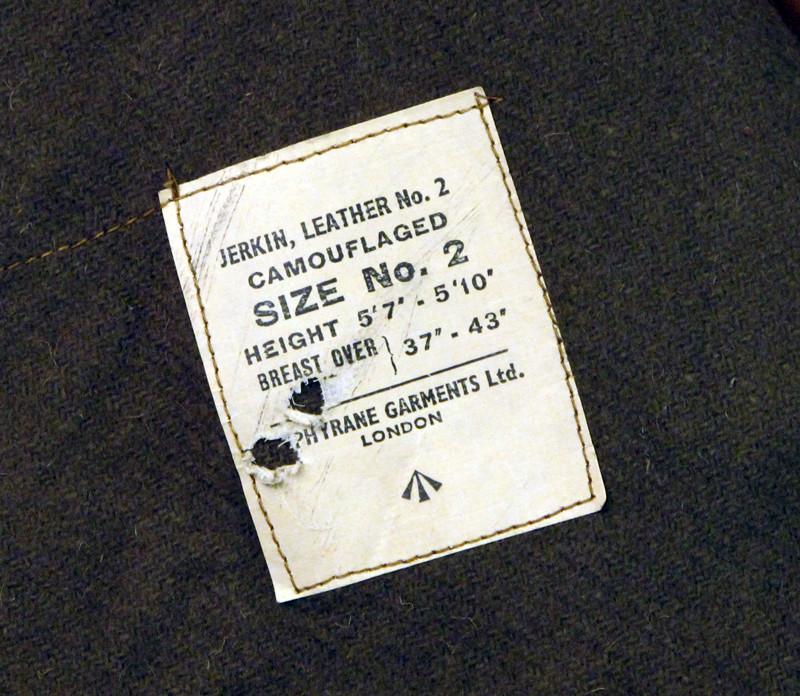 JERKIN, LEATHER No. 2
CAMOUFLAGED
SIZE No. 2
HEIGHT 5'7" - 5'10"
BREAST OVER } 37" - 43"
PHYRANE GARMENTS Ltd.
LONDON